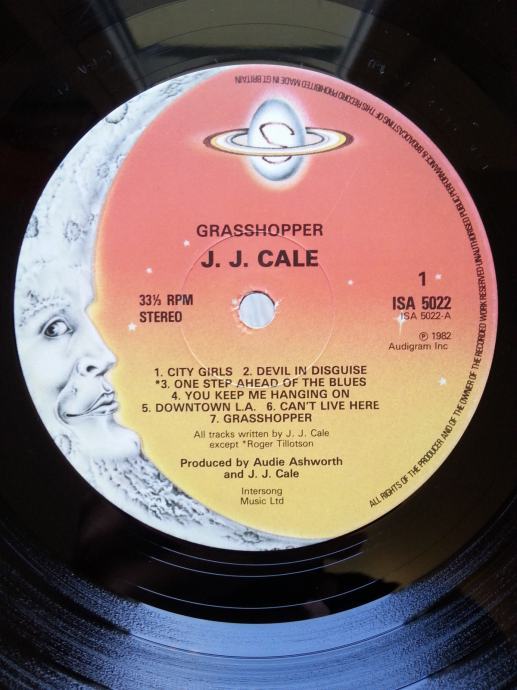 GRASSHOPPER
J. J. CALE
33⅓ RPM
STEREO
1
ISA 5022
ISA 5022-A
℗ 1982
Audigram Inc
1. CITY GIRLS 2. DEVIL IN DISGUISE
*3. ONE STEP AHEAD OF THE BLUES
4. YOU KEEP ME HANGING ON
5. DOWNTOWN L.A. 6. CAN'T LIVE HERE
7. GRASSHOPPER
All tracks written by J. J. Cale
except *Roger Tillotson
Produced by Audie Ashworth
and J. J. Cale
Intersong
Music Ltd
ALL RIGHTS OF THE PRODUCER AND OF THE OWNER OF THE RECORDED WORK RESERVED UNAUTHORISED PUBLIC PERFORMANCE & BROADCASTING OF THIS RECORD PROHIBITED MADE IN GT BRITAIN